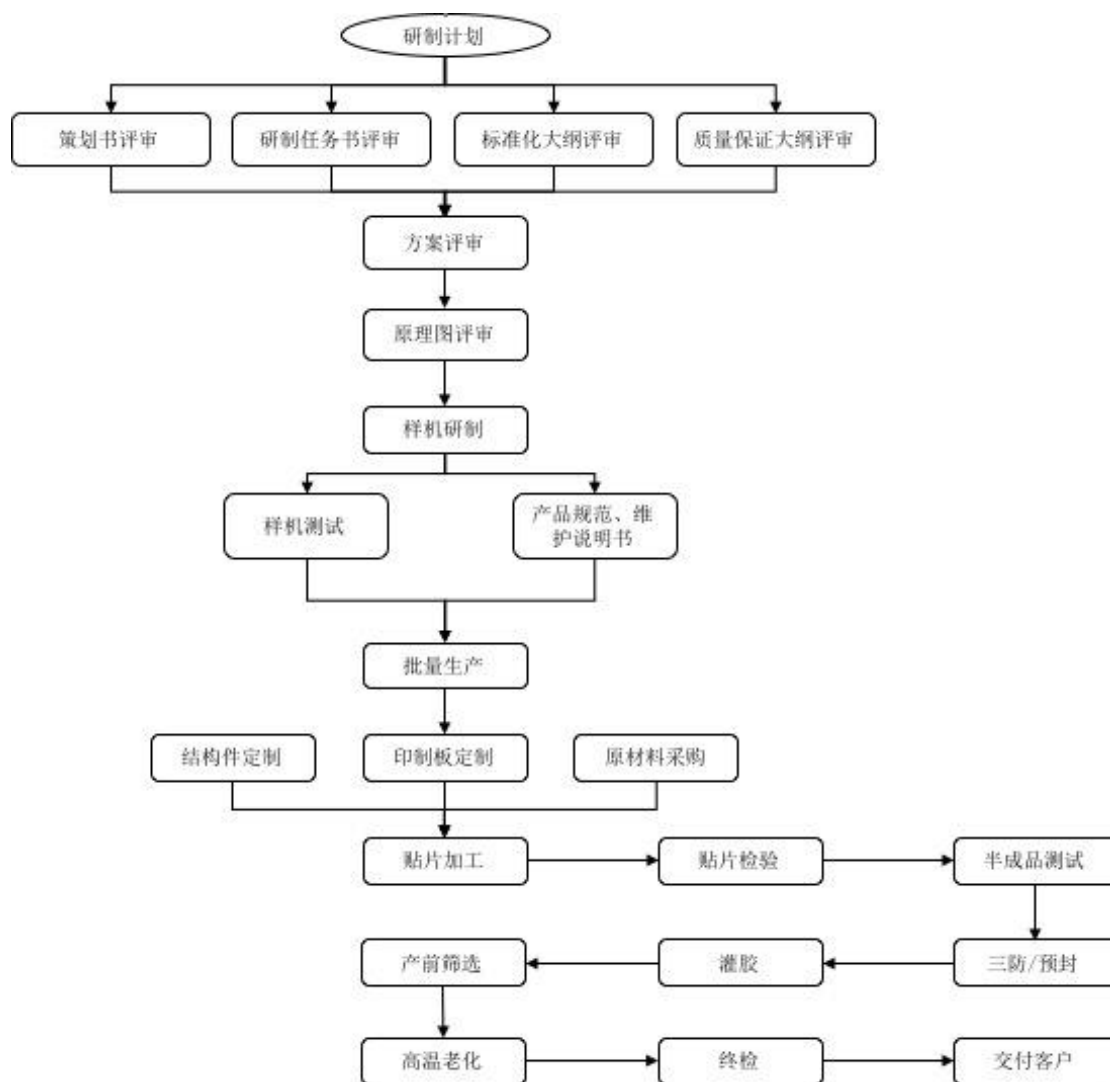 研制计划
策划书评审
研制任务书评审
标准化大纲评审
质量保证大纲评审
方案评审
原理图评审
样机研制
样机测试
产品规范、维
护说明书
批量生产
结构件定制
印制板定制
原材料采购
贴片加工
贴片检验
半成品测试
产前筛选
灌胶
三防/预封
高温老化
终检
交付客户